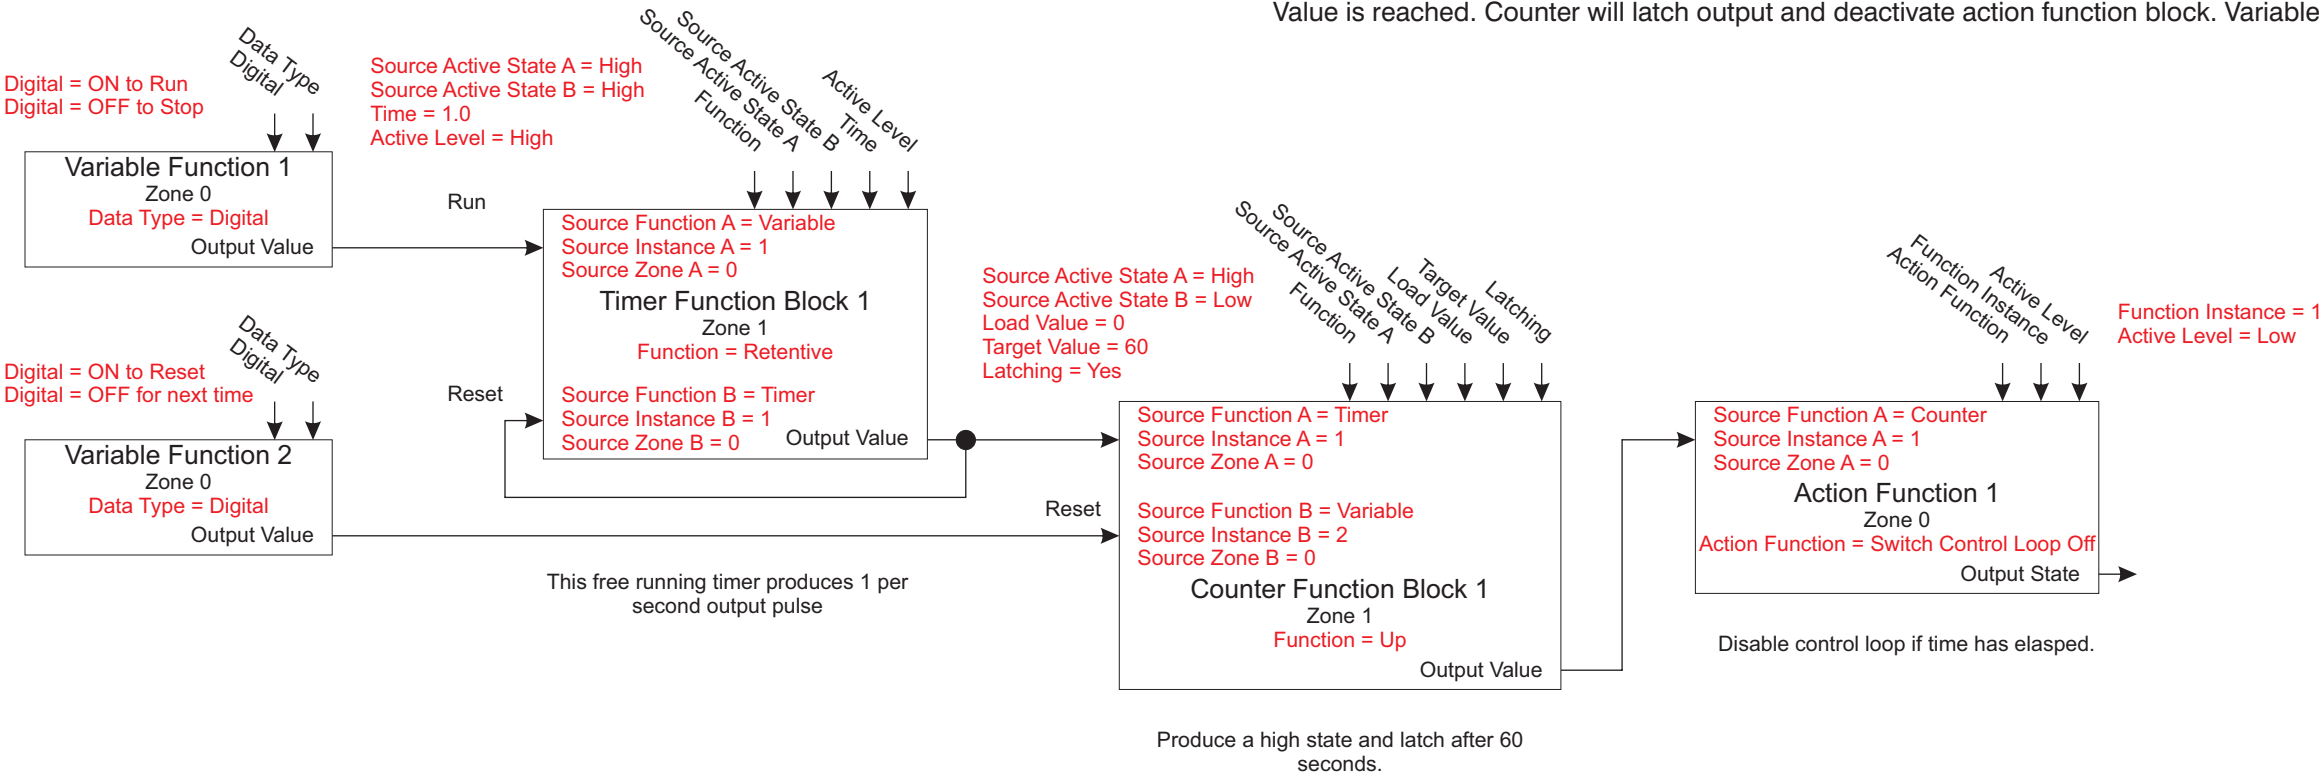 Value is reached. Counter will latch output and deactivate action function block. Variable
Digital = ON to Run
Digital = OFF to Stop
Data Type
Digital
Variable Function 1
Zone 0
Data Type = Digital
Output Value
Source Active State A = High
Source Active State B = High
Time = 1.0
Active Level = High
Run
Function
Source Active State A
Source Active State B
Time
Active Level
Source Function A = Variable
Source Instance A = 1
Source Zone A = 0
Timer Function Block 1
Zone 1
Function = Retentive
Reset
Source Function B = Timer
Source Instance B = 1
Source Zone B = 0
Output Value
Digital = ON to Reset
Digital = OFF for next time
Data Type
Digital
Variable Function 2
Zone 0
Data Type = Digital
Output Value
This free running timer produces 1 per
second output pulse
Source Active State A = High
Source Active State B = Low
Load Value = 0
Target Value = 60
Latching = Yes
Function
Source Active State A
Source Active State B
Load Value
Target Value
Latching
Reset
Source Function A = Timer
Source Instance A = 1
Source Zone A = 0
Source Function B = Variable
Source Instance B = 2
Source Zone B = 0
Counter Function Block 1
Zone 1
Function = Up
Output Value
Produce a high state and latch after 60
seconds.
Action Function
Function Instance
Active Level
Function Instance = 1
Active Level = Low
Source Function A = Counter
Source Instance A = 1
Source Zone A = 0
Action Function 1
Zone 0
Action Function = Switch Control Loop Off
Output State
Disable control loop if time has elasped.